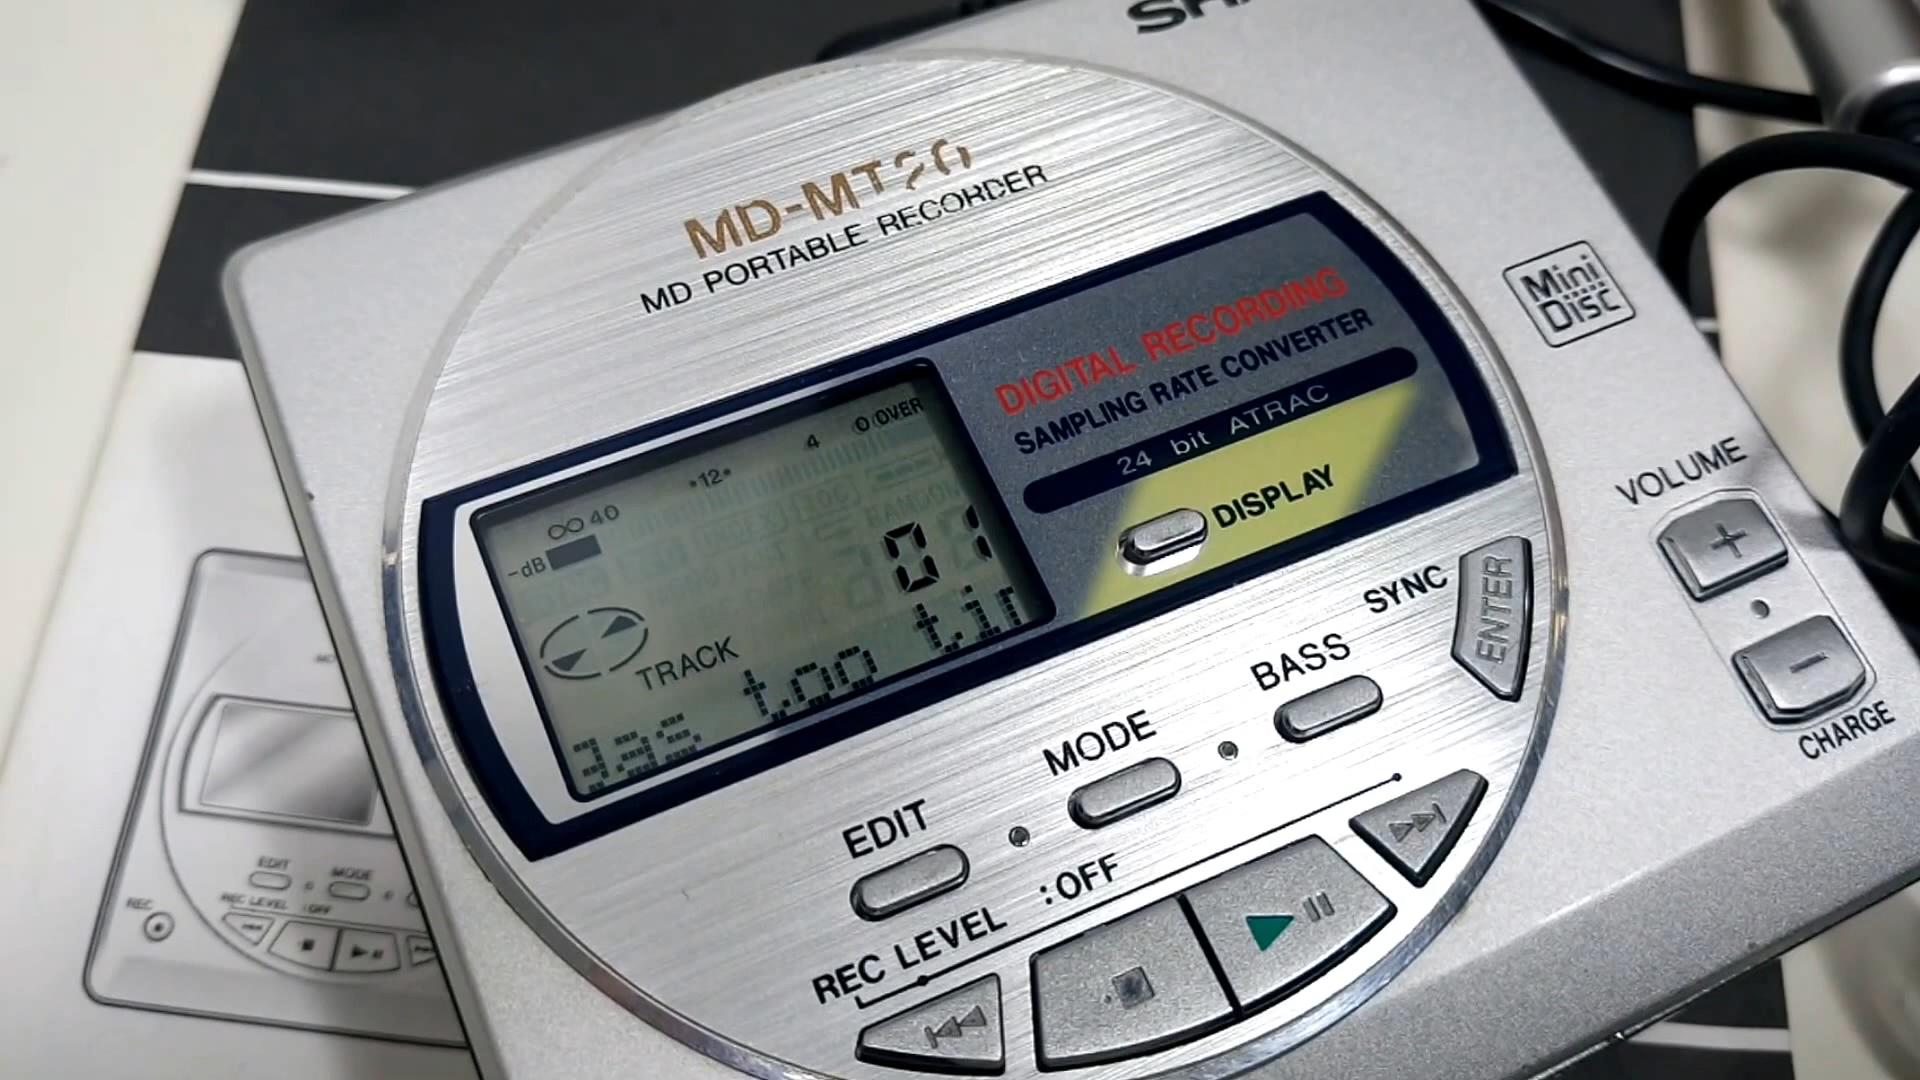 MD-MT20
MD PORTABLE RECORDER
Mini
Disc
DIGITAL RECORDING
SAMPLING RATE CONVERTER
24 bit ATRAC
DISPLAY
∞ 40 •12• 4 0 OVER
-dB
01
TRACK
too
VOLUME
+
-
CHARGE
SYNC
ENTER
BASS
MODE
EDIT
:OFF
REC LEVEL
EDIT
MODE
REC LEVEL :OFF
REC